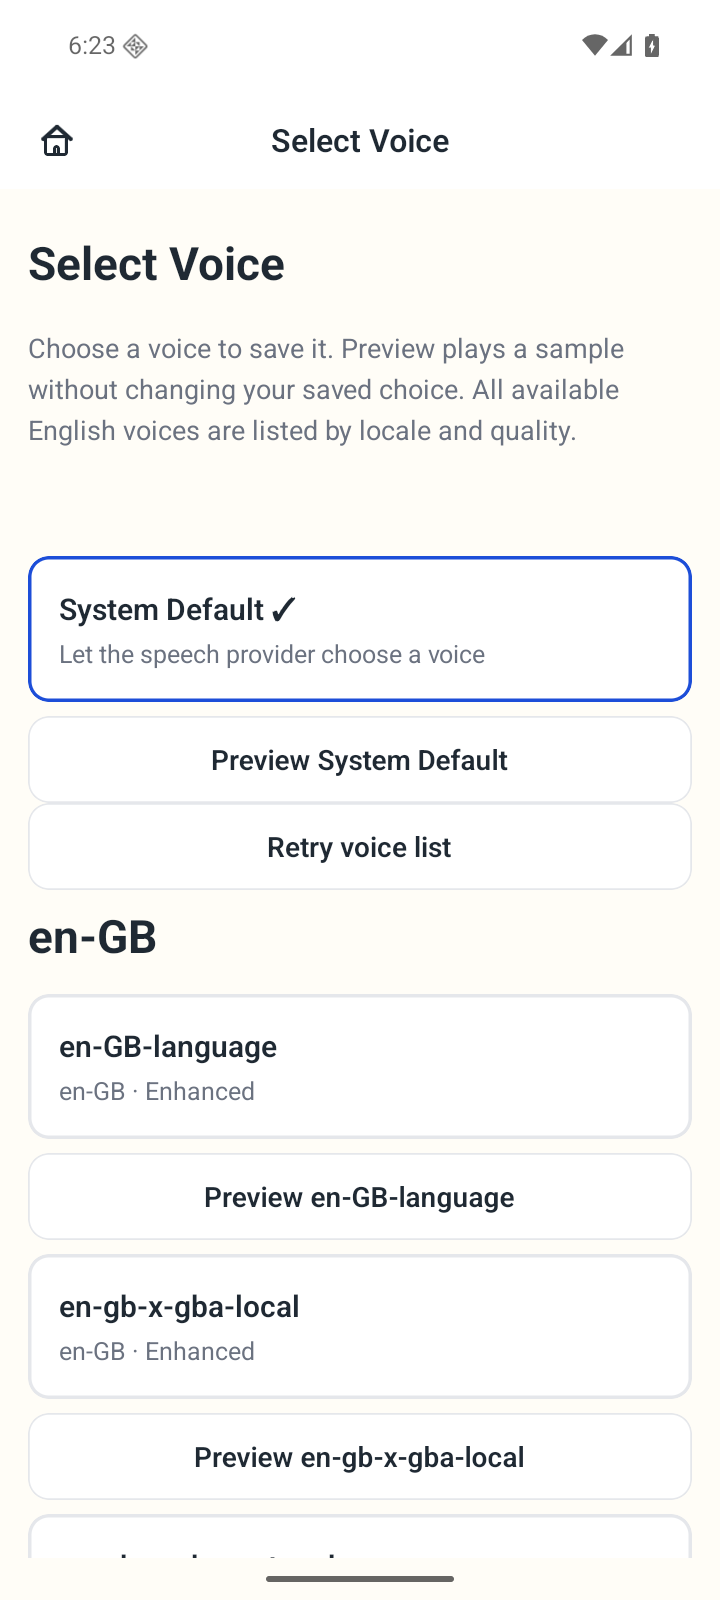 6:23
Select Voice
Select Voice
Choose a voice to save it. Preview plays a sample
without changing your saved choice. All available
English voices are listed by locale and quality.
System Default ✓
Let the speech provider choose a voice
Preview System Default
Retry voice list
en-GB
en-GB-language
en-GB · Enhanced
Preview en-GB-language
en-gb-x-gba-local
en-GB · Enhanced
Preview en-gb-x-gba-local